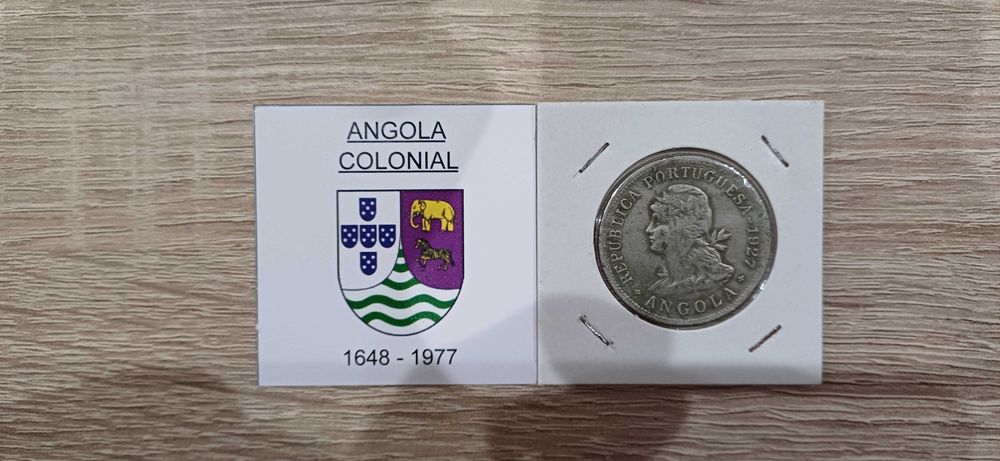 ANGOLA
COLONIAL
1648 - 1977
REPUBLICA PORTUGUESA·1927
* ANGOLA *